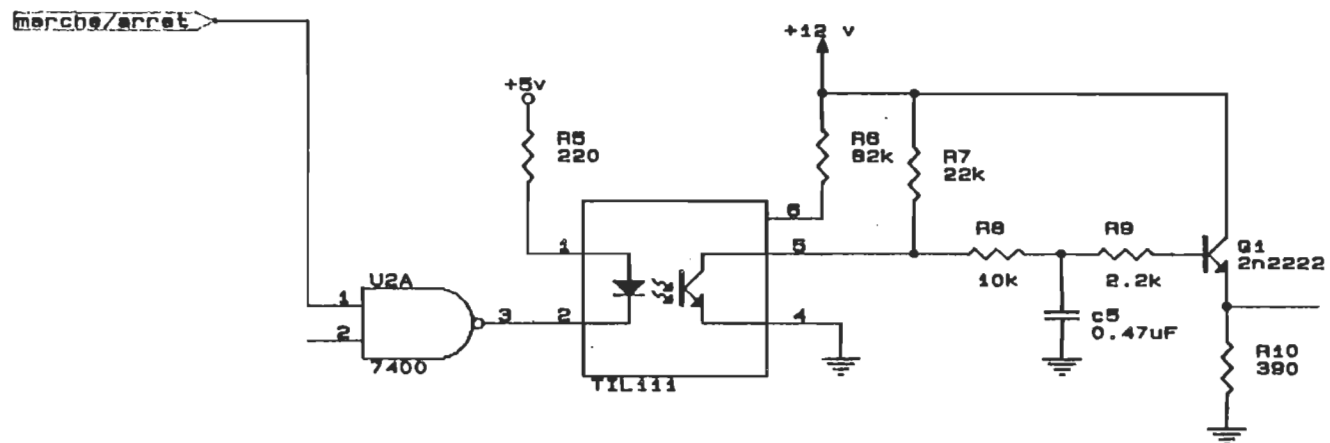 marche/arret
+12 v
+5v
R5
220
R6
82k
R7
22k
6
R8
10k
R9
2.2k
Q1
2n2222
1
5
U2A
1
2
3
7400
2
4
c5
0.47uF
R10
390
TIL111